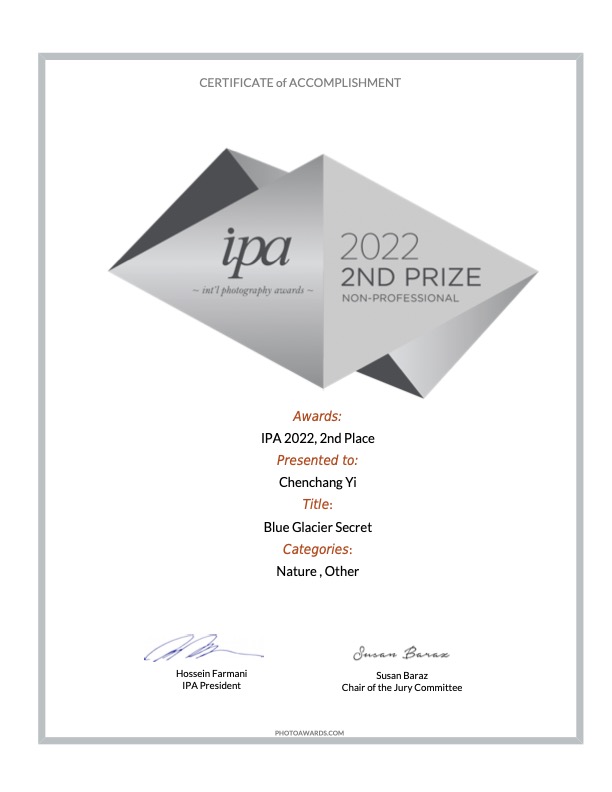 CERTIFICATE of ACCOMPLISHMENT
ipa
~ int'l photography awards ~
2022
2ND PRIZE
NON-PROFESSIONAL
Awards:
IPA 2022, 2nd Place
Presented to:
Chenchang Yi
Title:
Blue Glacier Secret
Categories:
Nature , Other
Susan Baraz
Hossein Farmani
IPA President
Susan Baraz
Chair of the Jury Committee
PHOTOAWARDS.COM